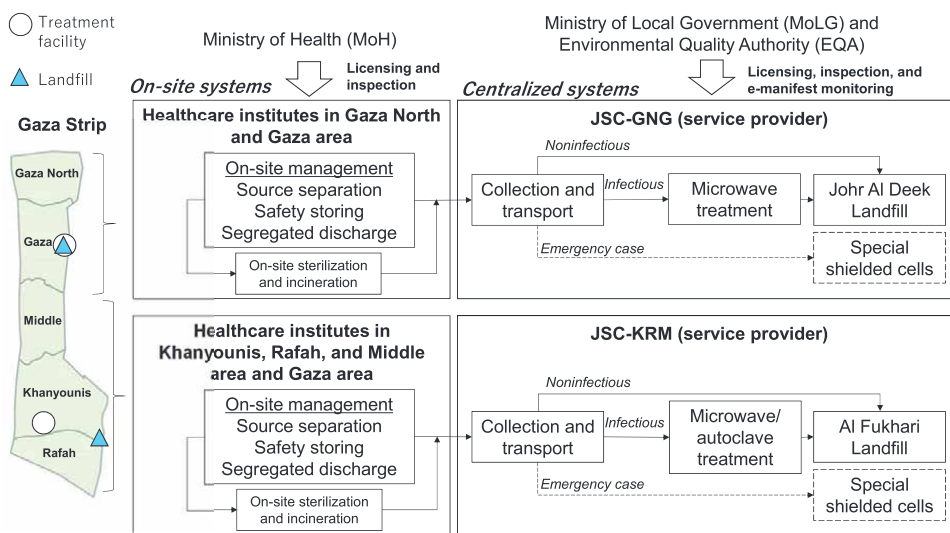 Treatment
facility
Landfill
Gaza Strip
Gaza North
Gaza
Middle
Khanyounis
Rafah
Ministry of Health (MoH)
Licensing and
inspection
On-site systems
Healthcare institutes in Gaza North
and Gaza area
On-site management
Source separation
Safety storing
Segregated discharge
On-site sterilization
and incineration
Healthcare institutes in
Khanyounis, Rafah, and Middle
area and Gaza area
On-site management
Source separation
Safety storing
Segregated discharge
On-site sterilization
and incineration
Ministry of Local Government (MoLG) and
Environmental Quality Authority (EQA)
Licensing, inspection, and
e-manifest monitoring
Centralized systems
JSC-GNG (service provider)
Noninfectious
Collection and
transport
Infectious
Microwave
treatment
Johr Al Deek
Landfill
Emergency case
Special
shielded cells
JSC-KRM (service provider)
Noninfectious
Collection and
transport
Infectious
Microwave/
autoclave
treatment
Al Fukhari
Landfill
Emergency case
Special
shielded cells